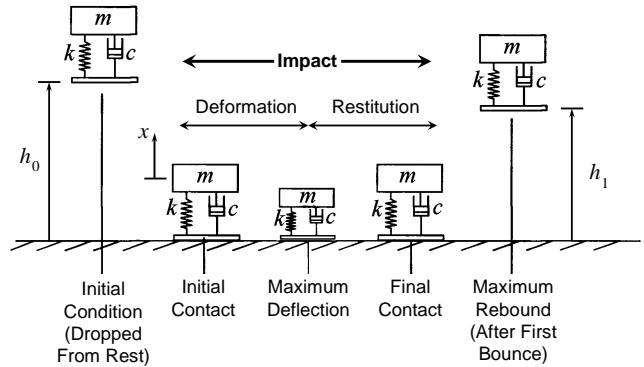 m
k
c
h0
Impact
Deformation
Restitution
x
m
k
c
m
k
c
m
k
c
m
k
c
h1
Initial
Condition
(Dropped
From Rest)
Initial
Contact
Maximum
Deflection
Final
Contact
Maximum
Rebound
(After First
Bounce)